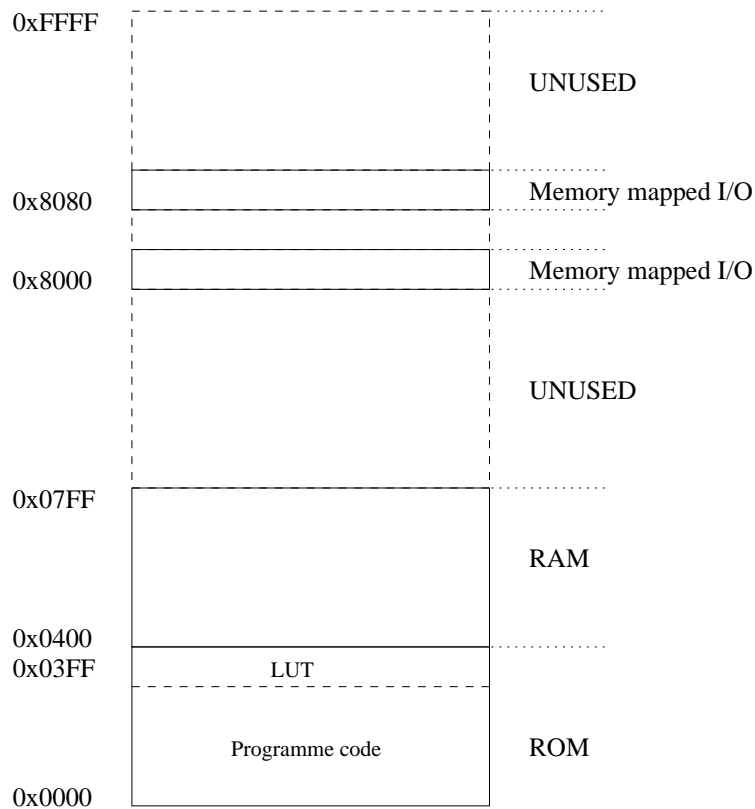 0xFFFF
UNUSED
0x8080
Memory mapped I/O
0x8000
Memory mapped I/O
UNUSED
0x07FF
RAM
0x0400
0x03FF
LUT
Programme code
ROM
0x0000